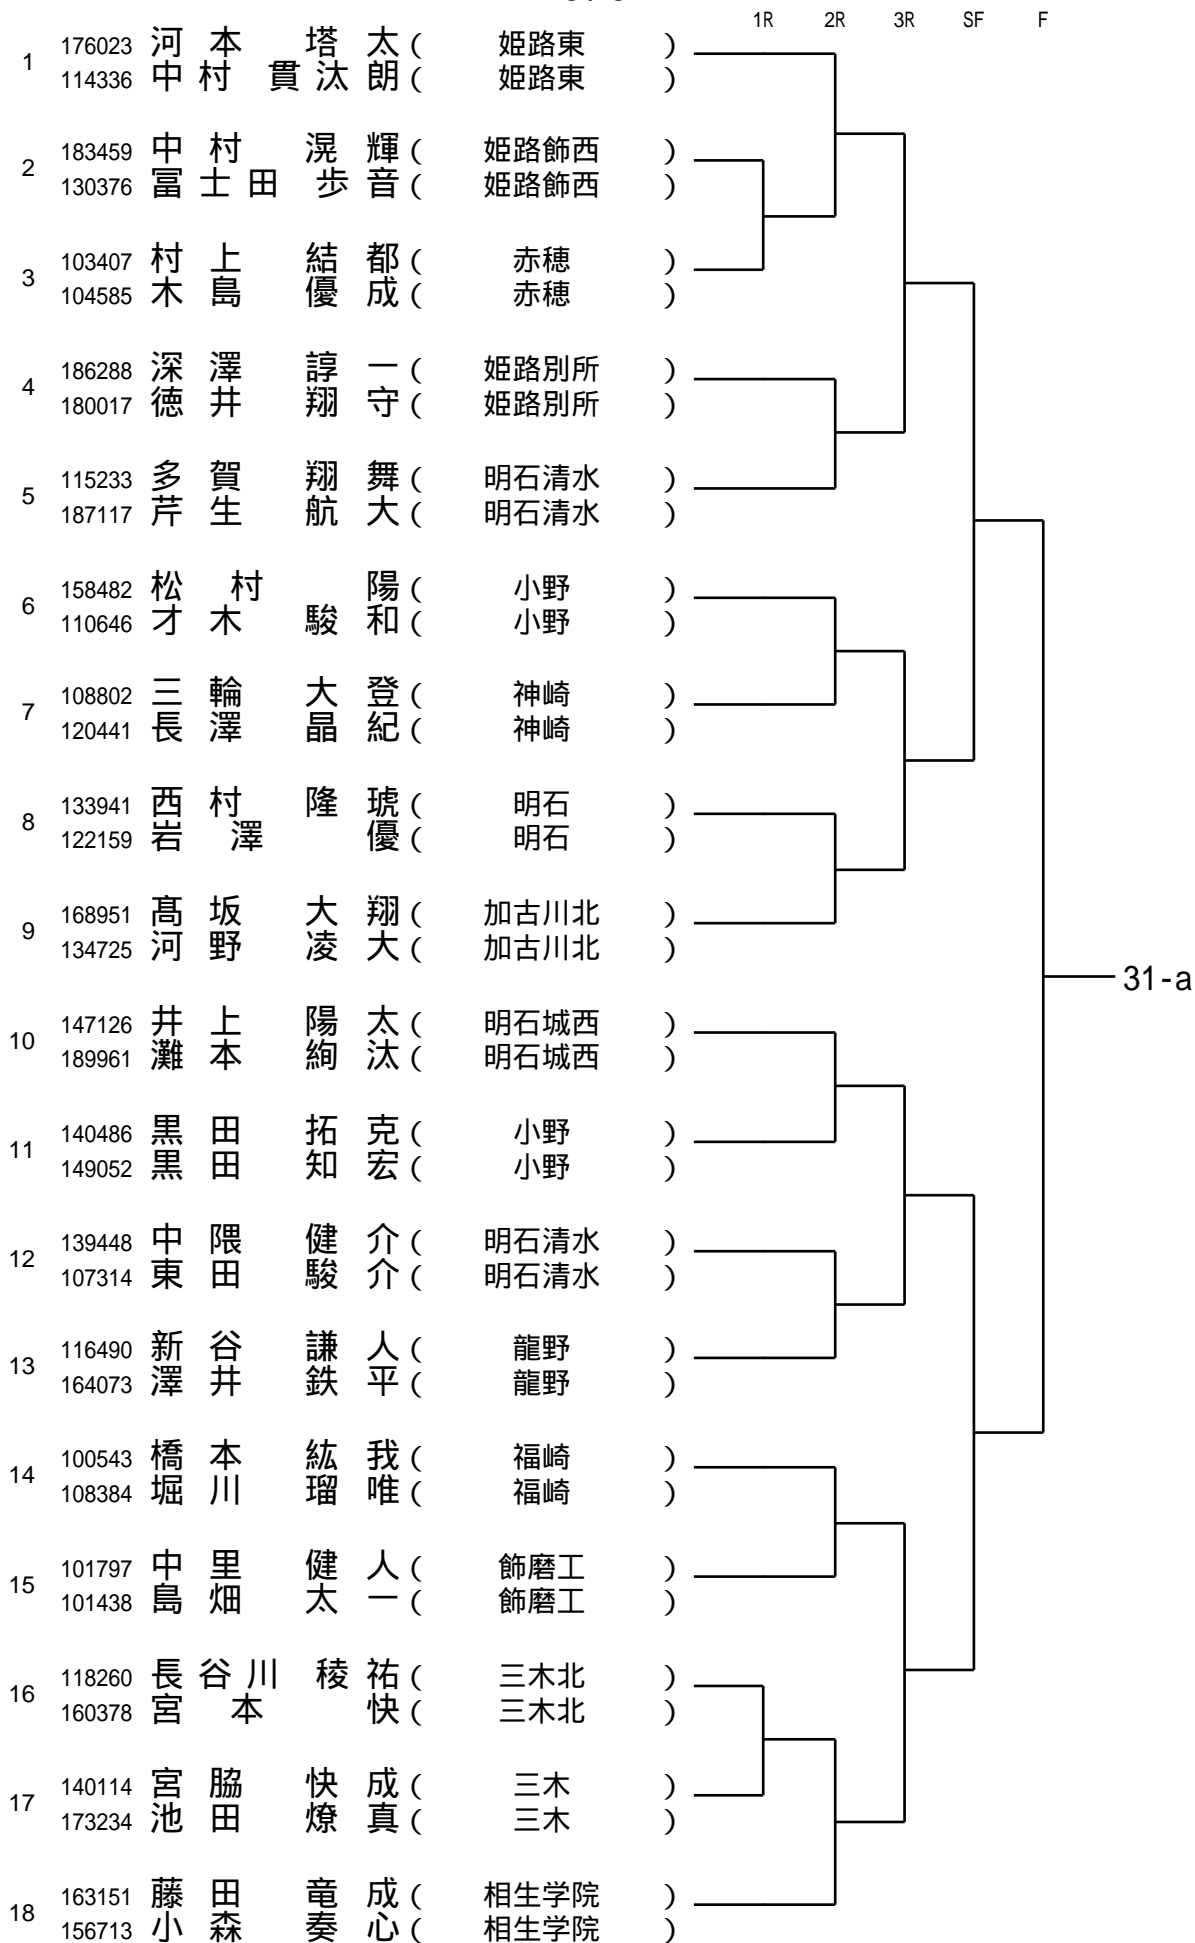 1R 2R 3R SF F
1
176023 河本 塔太 ( 姫路東 )
114336 中村 貫汰朗 ( 姫路東 )
2
183459 中村 滉輝 ( 姫路飾西 )
130376 冨士田 歩音 ( 姫路飾西 )
3
103407 村上 結都 ( 赤穂 )
104585 木島 優成 ( 赤穂 )
4
186288 深澤 諄一 ( 姫路別所 )
180017 徳井 翔守 ( 姫路別所 )
5
115233 多賀 翔舞 ( 明石清水 )
187117 芹生 航大 ( 明石清水 )
6
158482 松村 陽 ( 小野 )
110646 才木 駿和 ( 小野 )
7
108802 三輪 大登 ( 神崎 )
120441 長澤 晶紀 ( 神崎 )
8
133941 西村 隆琥 ( 明石 )
122159 岩澤 優 ( 明石 )
9
168951 髙坂 大翔 ( 加古川北 )
134725 河野 凌大 ( 加古川北 )
31-a
10
147126 井上 陽太 ( 明石城西 )
189961 灘本 絢汰 ( 明石城西 )
11
140486 黒田 拓克 ( 小野 )
149052 黒田 知宏 ( 小野 )
12
139448 中隈 健介 ( 明石清水 )
107314 東田 駿介 ( 明石清水 )
13
116490 新谷 謙人 ( 龍野 )
164073 澤井 鉄平 ( 龍野 )
14
100543 橋本 紘我 ( 福崎 )
108384 堀川 瑠唯 ( 福崎 )
15
101797 中里 健人 ( 飾磨工 )
101438 島畑 太一 ( 飾磨工 )
16
118260 長谷川 稜祐 ( 三木北 )
160378 宮本 快 ( 三木北 )
17
140114 宮脇 快成 ( 三木 )
173234 池田 燎真 ( 三木 )
18
163151 藤田 竜成 ( 相生学院 )
156713 小森 奏心 ( 相生学院 )